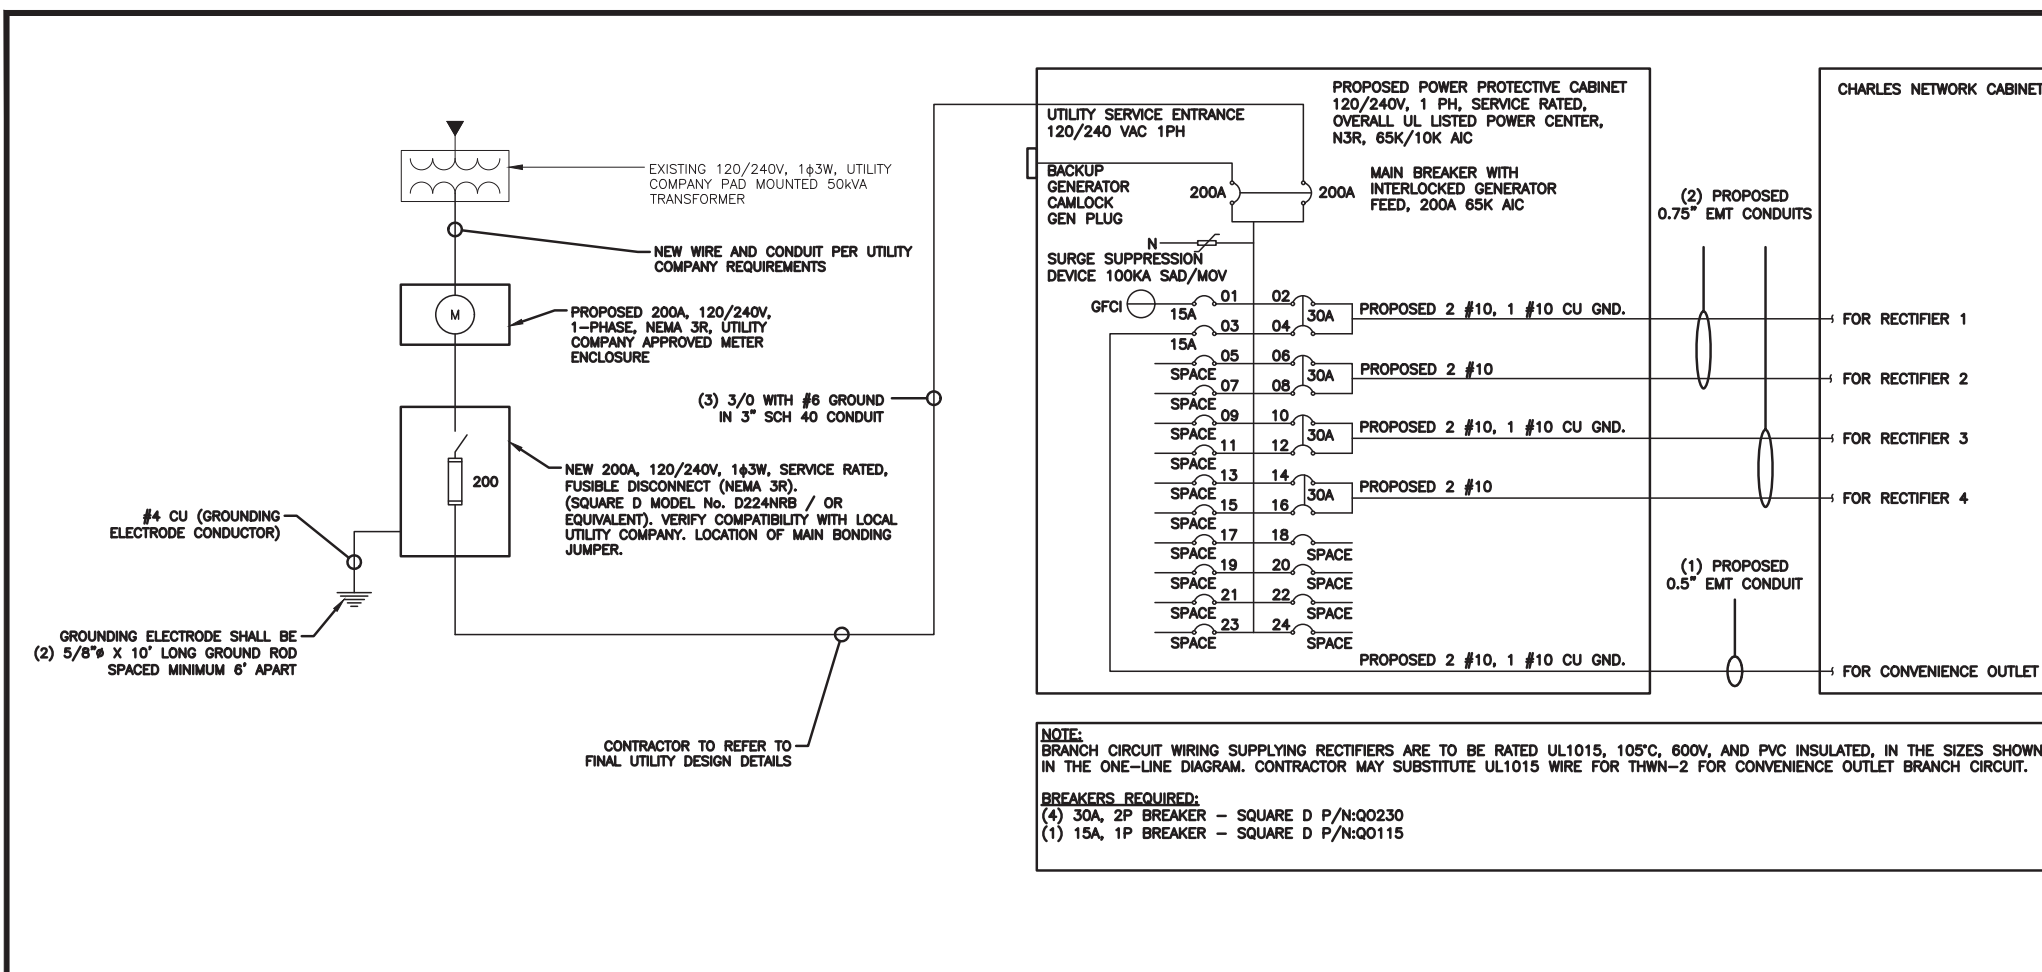 EXISTING 120/240V, 1ϕ3W, UTILITY
COMPANY PAD MOUNTED 50kVA
TRANSFORMER
NEW WIRE AND CONDUIT PER UTILITY
COMPANY REQUIREMENTS
M
PROPOSED 200A, 120/240V,
1-PHASE, NEMA 3R, UTILITY
COMPANY APPROVED METER
ENCLOSURE
(3) 3/0 WITH #6 GROUND
IN 3" SCH 40 CONDUIT
200
NEW 200A, 120/240V, 1ϕ3W, SERVICE RATED,
FUSIBLE DISCONNECT (NEMA 3R).
(SQUARE D MODEL No. D224NRB / OR
EQUIVALENT). VERIFY COMPATIBILITY WITH LOCAL
UTILITY COMPANY. LOCATION OF MAIN BONDING
JUMPER.
#4 CU (GROUNDING
ELECTRODE CONDUCTOR)
GROUNDING ELECTRODE SHALL BE
(2) 5/8"ø X 10' LONG GROUND ROD
SPACED MINIMUM 6' APART
CONTRACTOR TO REFER TO
FINAL UTILITY DESIGN DETAILS
UTILITY SERVICE ENTRANCE
120/240 VAC 1PH
PROPOSED POWER PROTECTIVE CABINET
120/240V, 1 PH, SERVICE RATED,
OVERALL UL LISTED POWER CENTER,
N3R, 65K/10K AIC
BACKUP
GENERATOR
CAMLOCK
GEN PLUG
200A
200A
MAIN BREAKER WITH
INTERLOCKED GENERATOR
FEED, 200A 65K AIC
N
SURGE SUPPRESSION
DEVICE 100KA SAD/MOV
GFCI
01 02
15A 30A
PROPOSED 2 #10, 1 #10 CU GND.
03 04
15A
05 06
SPACE 30A
PROPOSED 2 #10
07 08
SPACE
09 10
SPACE 30A
PROPOSED 2 #10, 1 #10 CU GND.
11 12
SPACE
13 14
SPACE 30A
PROPOSED 2 #10
15 16
SPACE
17 18
SPACE SPACE
19 20
SPACE SPACE
21 22
SPACE SPACE
23 24
SPACE SPACE
PROPOSED 2 #10, 1 #10 CU GND.
(2) PROPOSED
0.75" EMT CONDUITS
(1) PROPOSED
0.5" EMT CONDUIT
CHARLES NETWORK CABINET
FOR RECTIFIER 1
FOR RECTIFIER 2
FOR RECTIFIER 3
FOR RECTIFIER 4
FOR CONVENIENCE OUTLET
NOTE:
BRANCH CIRCUIT WIRING SUPPLYING RECTIFIERS ARE TO BE RATED UL1015, 105°C, 600V, AND PVC INSULATED, IN THE SIZES SHOWN
IN THE ONE-LINE DIAGRAM. CONTRACTOR MAY SUBSTITUTE UL1015 WIRE FOR THWN-2 FOR CONVENIENCE OUTLET BRANCH CIRCUIT.
BREAKERS REQUIRED:
(4) 30A, 2P BREAKER - SQUARE D P/N:QO230
(1) 15A, 1P BREAKER - SQUARE D P/N:QO115